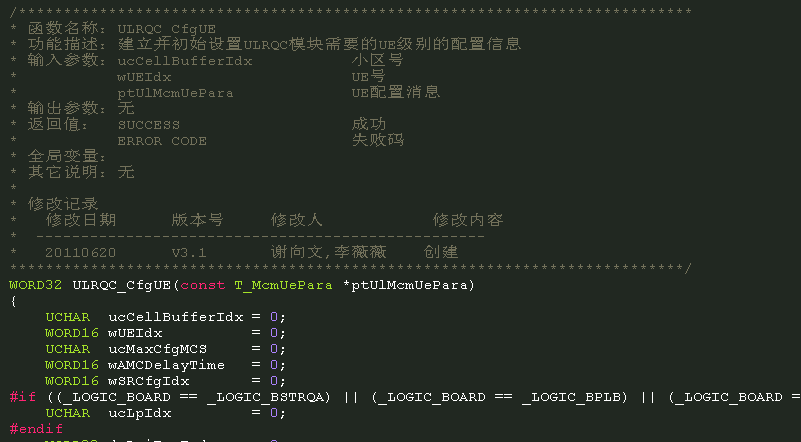 /***************************************************************************
* 函数名称: ULRQC_CfgUE
* 功能描述: 建立并初始设置ULRQC模块需要的UE级别的配置信息
* 输入参数: ucCellBufferIdx 小区号
* wUEIdx UE号
* ptUlMcmUePara UE配置消息
* 输出参数: 无
* 返回值: SUCCESS 成功
* ERROR CODE 失败码
* 全局变量:
* 其它说明: 无
*
* 修改记录
* 修改日期 版本号 修改人 修改内容
* --------------------------------------------------
* 20110620 V3.1 谢向文,李薇薇 创建
***************************************************************************/
WORD32 ULRQC_CfgUE(const T_McmUePara *ptUlMcmUePara)
{
UCHAR ucCellBufferIdx = 0;
WORD16 wUEIdx = 0;
UCHAR ucMaxCfgMCS = 0;
WORD16 wAMCDelayTime = 0;
WORD16 wSRCfgIdx = 0;
#if ((_LOGIC_BOARD == _LOGIC_BSTRQA) || (_LOGIC_BOARD == _LOGIC_BPLB) || (_LOGIC_BOARD =
UCHAR ucLpIdx = 0;
#endif